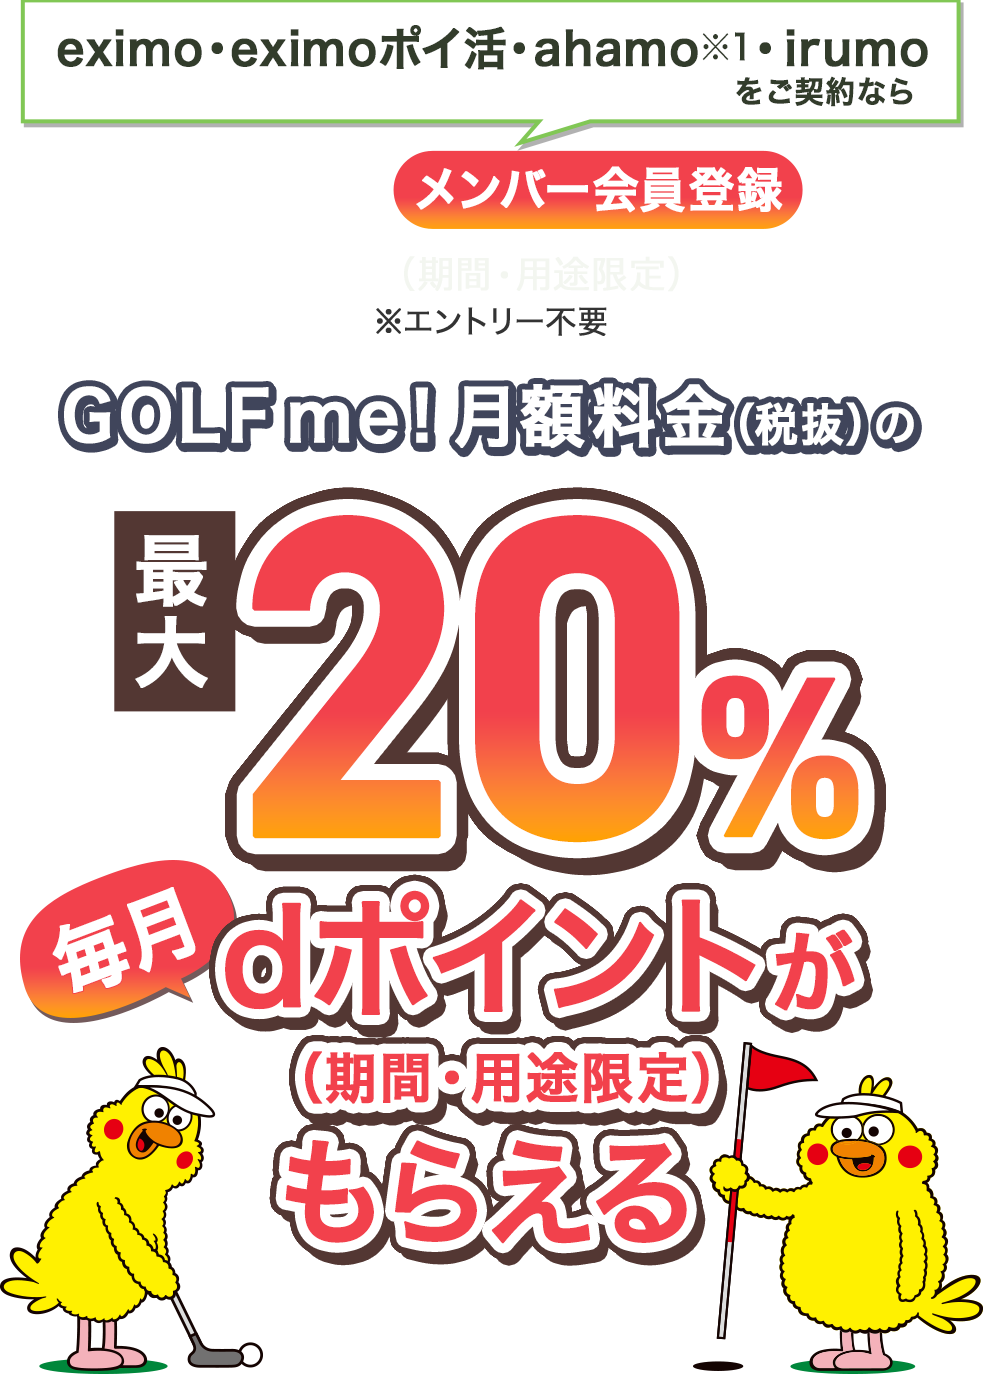 eximo・eximoポイ活・ahamo※1・irumo
をご契約なら
メンバー会員登録
（期間・用途限定）
※エントリー不要
GOLF me！月額料金（税抜）の
最大
20%
毎月
dポイントが
（期間・用途限定）
もらえる